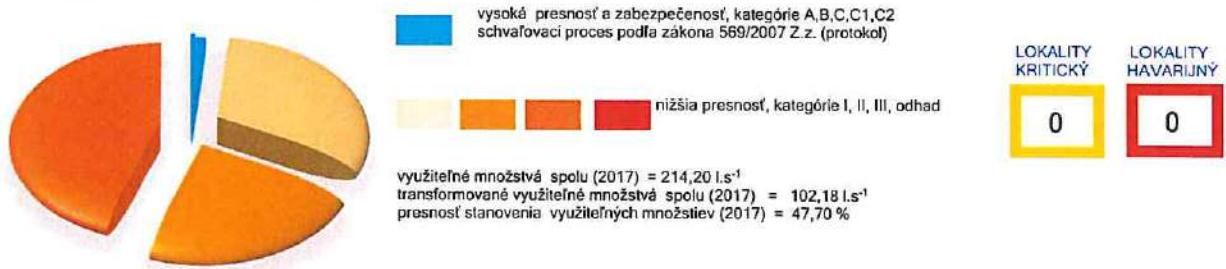 vysoká presnosť a zabezpečenosť, kategórie A,B,C,C1,C2
schvaľovací proces podľa zákona 569/2007 Z.z. (protokol)
nižšia presnosť, kategórie I, II, III, odhad
využiteľné množstvá spolu (2017) = 214,20 l.s⁻¹
transformované využiteľné množstvá spolu (2017) = 102,18 l.s⁻¹
presnosť stanovenia využiteľných množstiev (2017) = 47,70 %
LOKALITY
KRITICKÝ
0
LOKALITY
HAVARIJNÝ
0